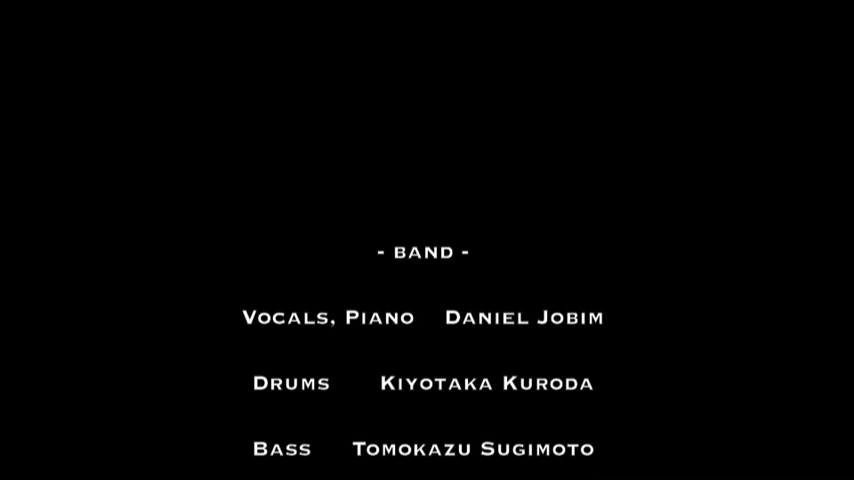 - BAND -
VOCALS, PIANO DANIEL JOBIM
DRUMS KIYOTAKA KURODA
BASS TOMOKAZU SUGIMOTO